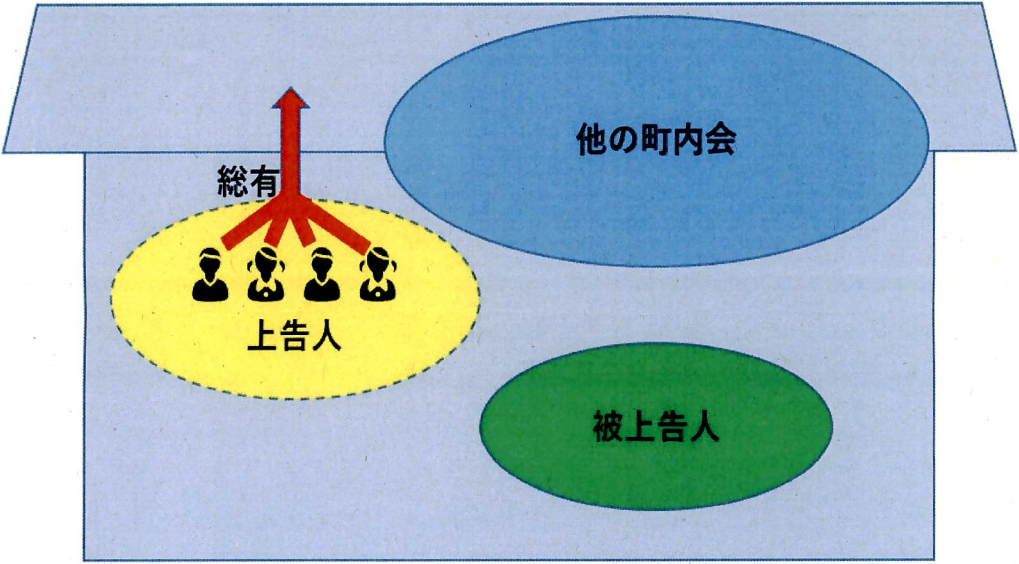 他の町内会
総有
上告人
被上告人